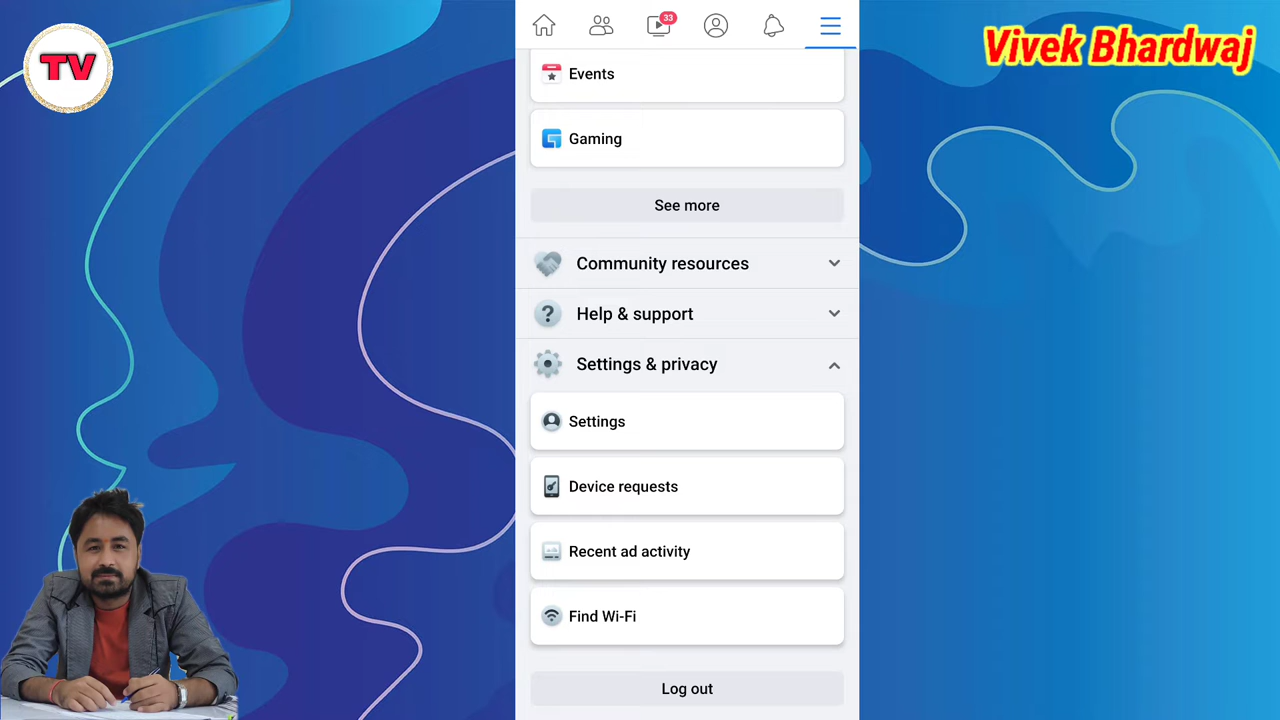 TV
Vivek Bhardwaj
33
Events
Gaming
See more
Community resources
Help & support
Settings & privacy
Settings
Device requests
Recent ad activity
Find Wi-Fi
Log out